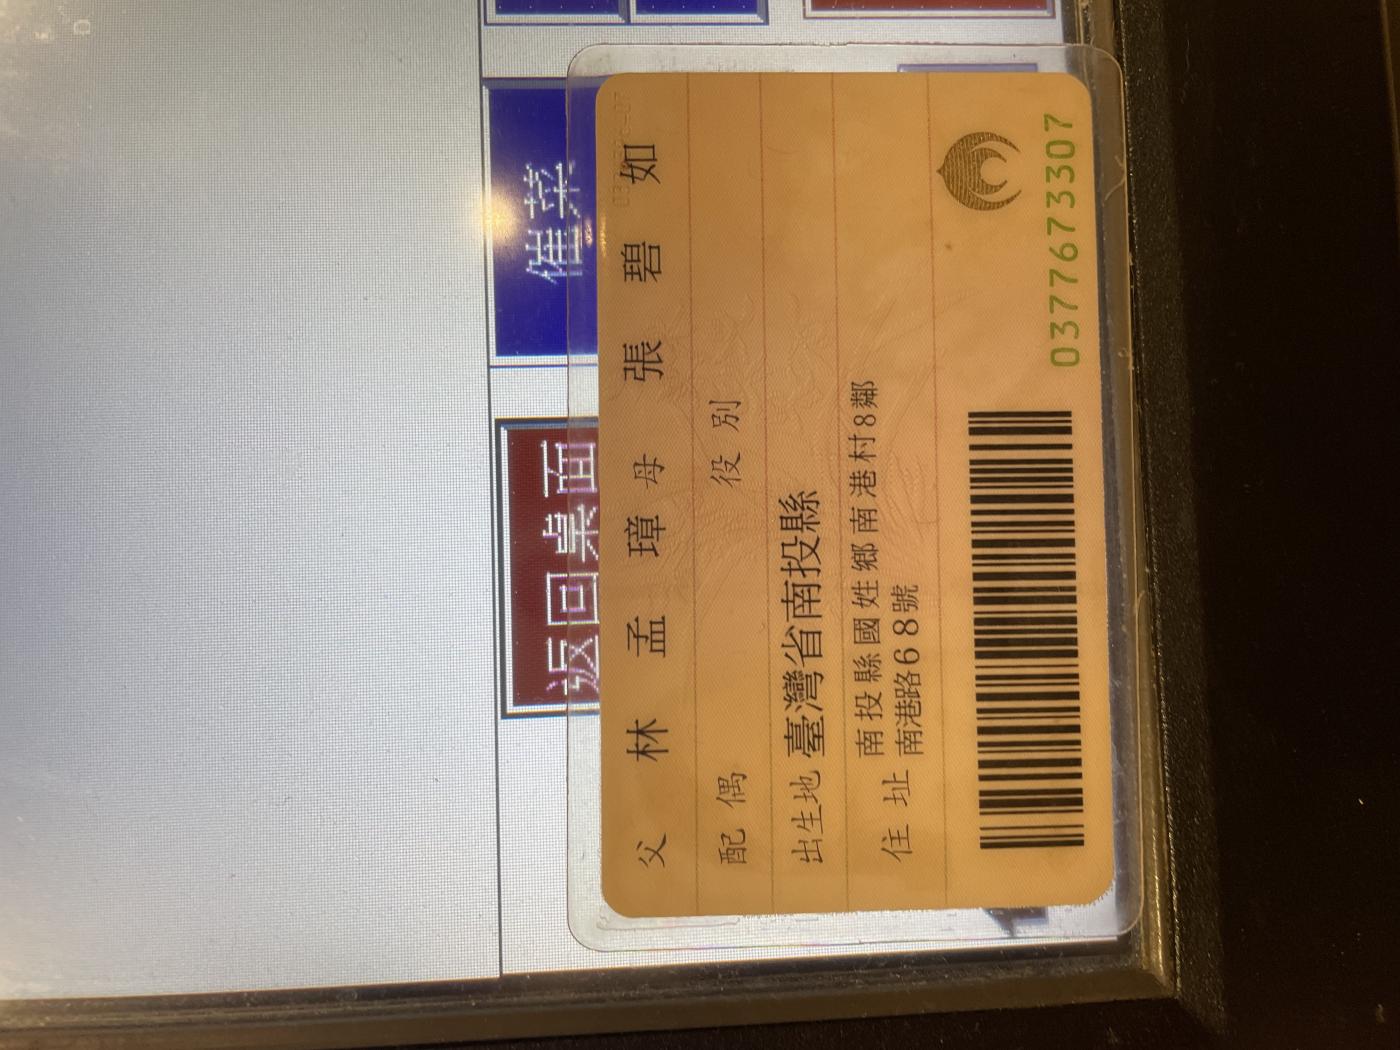 父 林 孟 璋 母 張 碧 如
配偶 役別
出生地 臺灣省南投縣
住址 南投縣國姓鄉南港村8鄰
南港路68號
0377673307
返回桌面
催菜